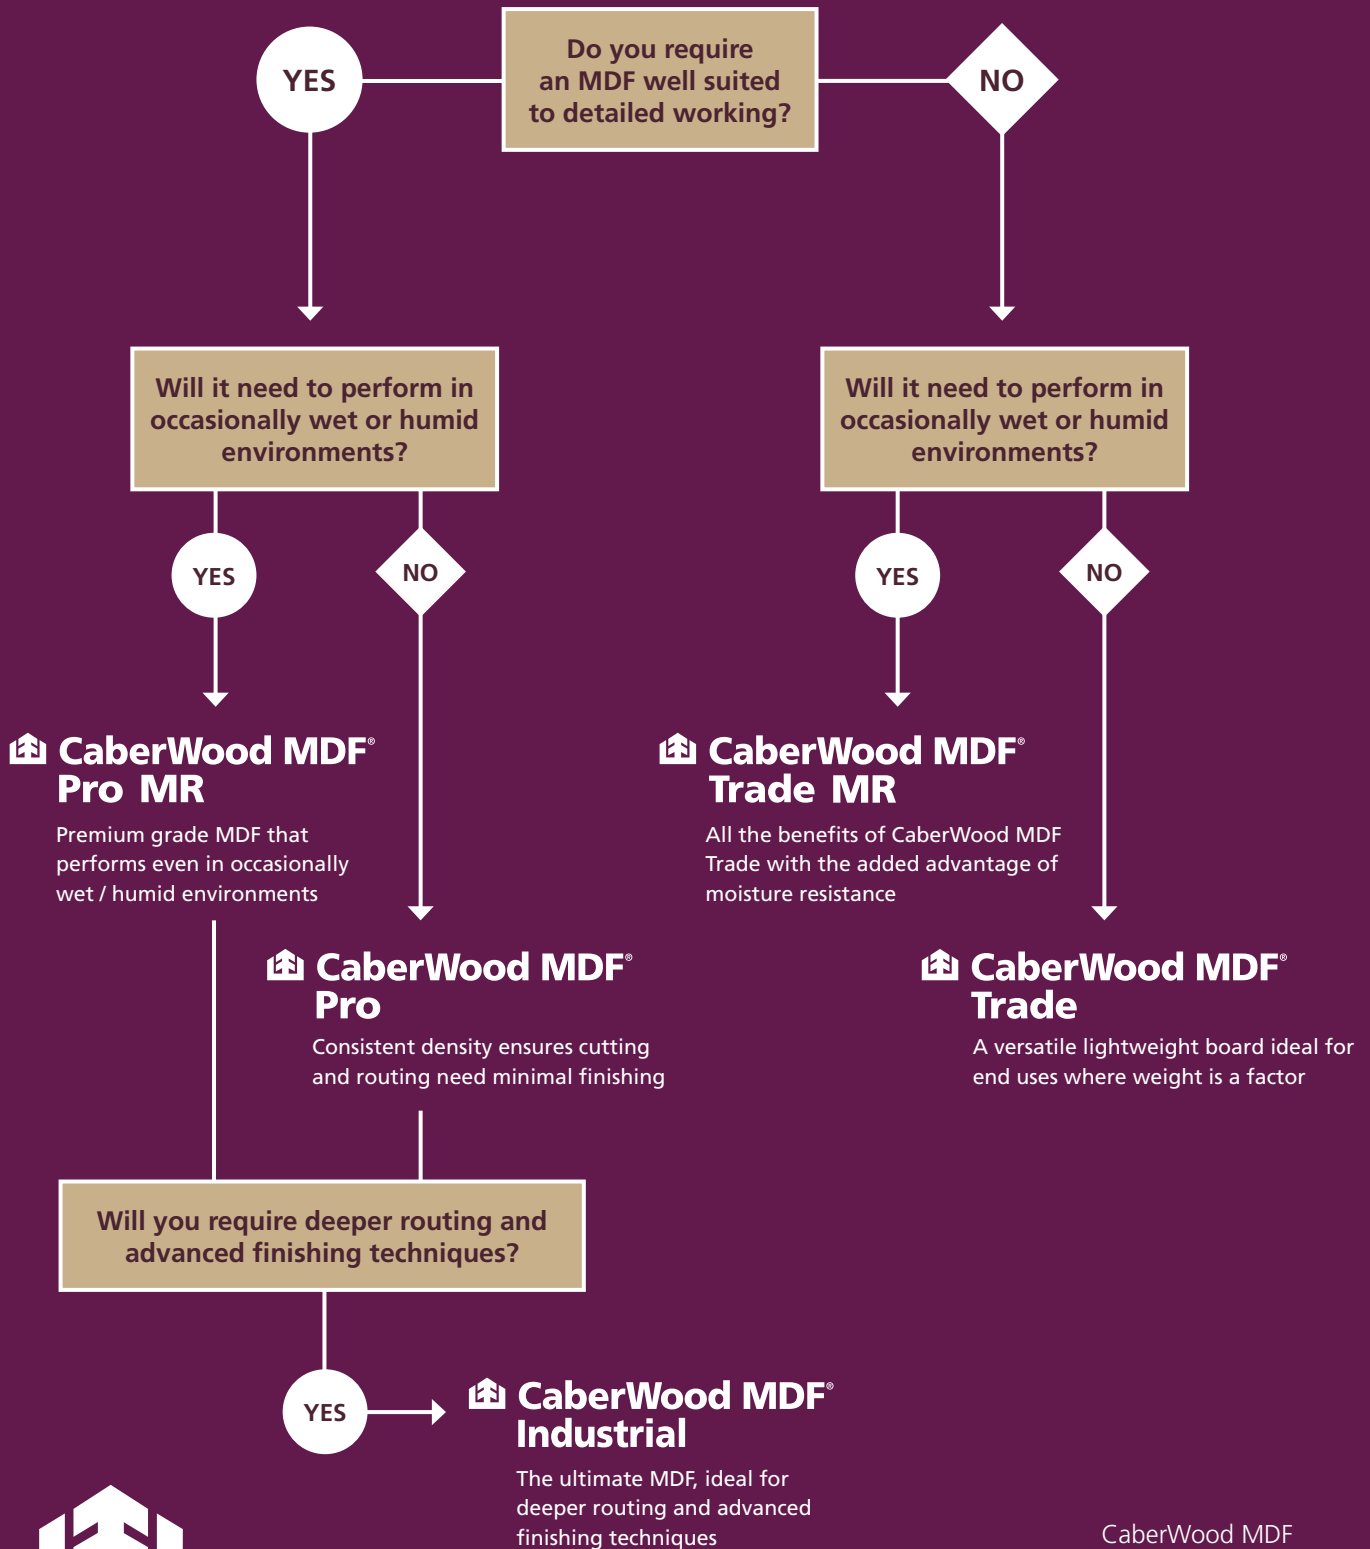 Do you require
an MDF well suited
to detailed working?
YES
NO
Will it need to perform in
occasionally wet or humid
environments?
Will it need to perform in
occasionally wet or humid
environments?
YES
NO
YES
NO
CaberWood MDF®
Pro MR
Premium grade MDF that
performs even in occasionally
wet / humid environments
CaberWood MDF®
Trade MR
All the benefits of CaberWood MDF
Trade with the added advantage of
moisture resistance
CaberWood MDF®
Pro
Consistent density ensures cutting
and routing need minimal finishing
CaberWood MDF®
Trade
A versatile lightweight board ideal for
end uses where weight is a factor
Will you require deeper routing and
advanced finishing techniques?
YES
CaberWood MDF®
Industrial
The ultimate MDF, ideal for
deeper routing and advanced
finishing techniques
CaberWood MDF